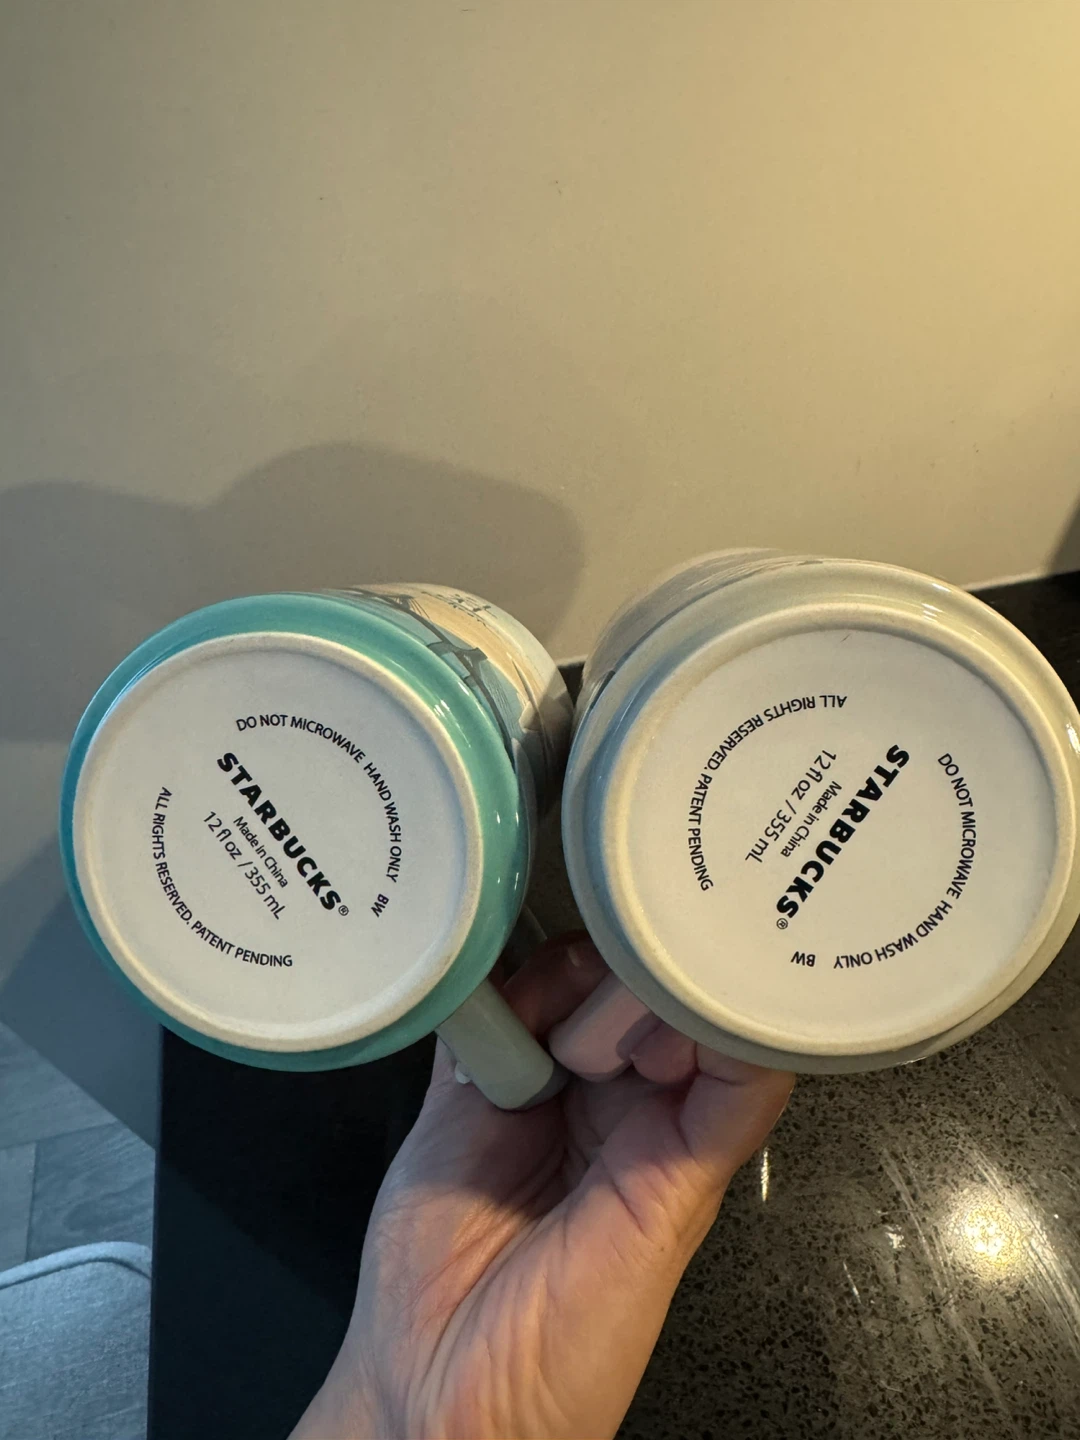 DO NOT MICROWAVE HAND WASH ONLY BW
STARBUCKS®
Made in China
12 fl oz / 355 mL
ALL RIGHTS RESERVED. PATENT PENDING
DO NOT MICROWAVE HAND WASH ONLY BW
STARBUCKS®
Made in China
12 fl oz / 355 mL
ALL RIGHTS RESERVED. PATENT PENDING